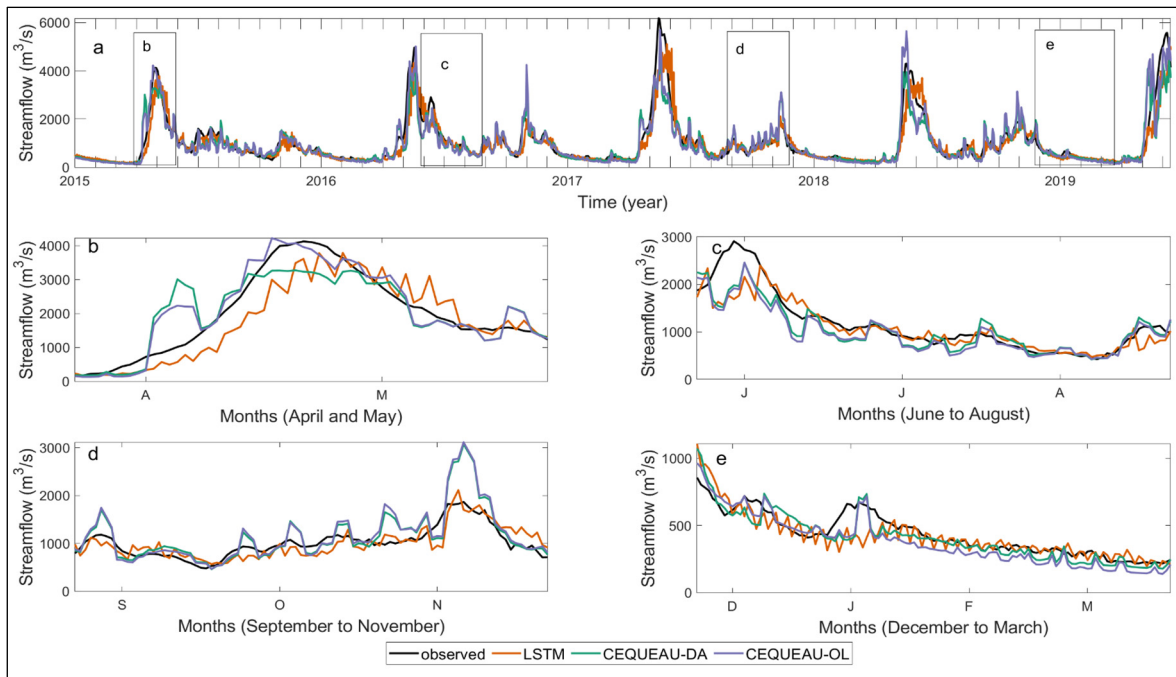 a
b
c
d
e
Streamflow (m³/s)
6000
4000
2000
0
2015
2016
2017
2018
2019
Time (year)
b
Streamflow (m³/s)
4000
3000
2000
1000
0
A
M
Months (April and May)
c
Streamflow (m³/s)
3000
2000
1000
0
J
J
A
Months (June to August)
d
Streamflow (m³/s)
3000
2000
1000
0
S
O
N
Months (September to November)
e
Streamflow (m³/s)
1000
500
0
D
J
F
M
Months (December to March)
observed LSTM CEQUEAU-DA CEQUEAU-OL